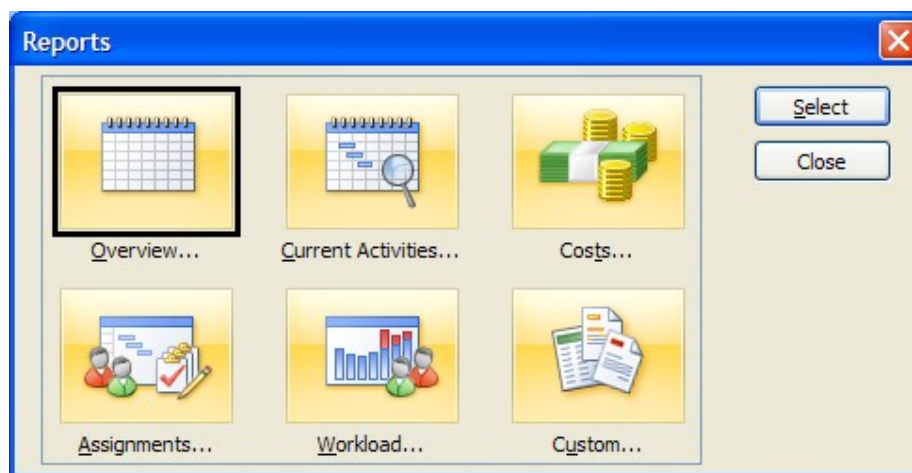 Reports
Select
Close
Overview...
Current Activities...
Costs...
Assignments...
Workload...
Custom...